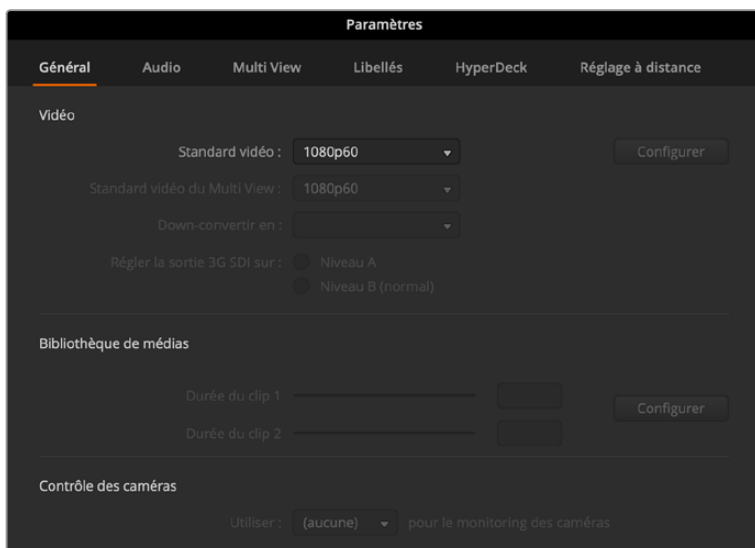 Paramètres
Général Audio Multi View Libellés HyperDeck Réglage à distance
Vidéo
Standard vidéo : 1080p60 Configurer
Standard vidéo du Multi View : 1080p60
Down-convertir en :
Régler la sortie 3G SDI sur : Niveau A
Niveau B (normal)
Bibliothèque de médias
Durée du clip 1
Configurer
Durée du clip 2
Contrôle des caméras
Utiliser : (aucune) pour le monitoring des caméras